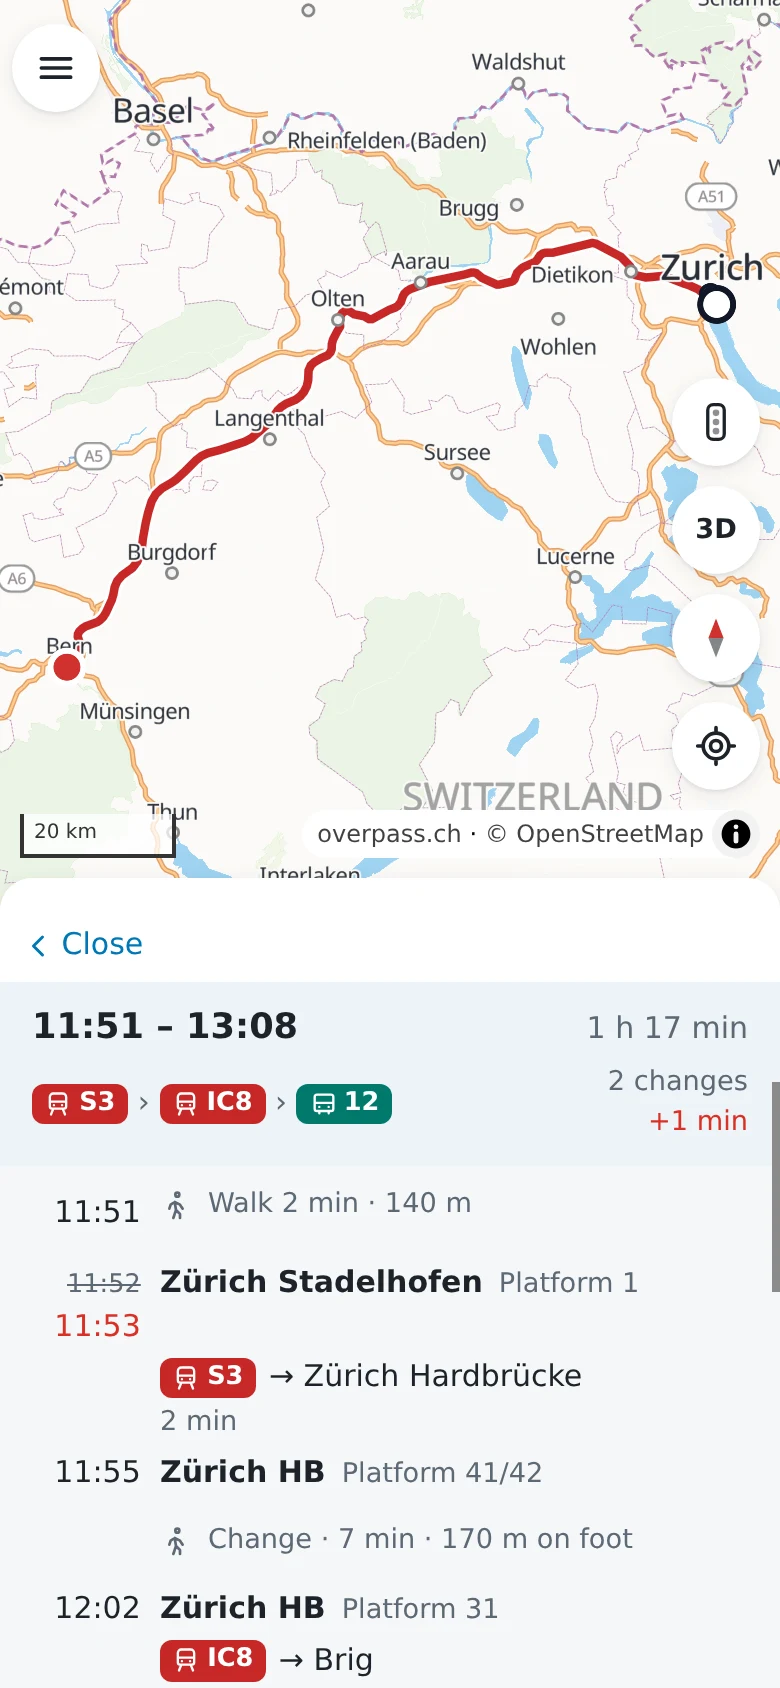 Waldshut
Basel
Rheinfelden (Baden)
A51
Brugg
Aarau
Dietikon
Zurich
émont
Olten
Wohlen
Langenthal
A5
Sursee
3D
Burgdorf
Lucerne
A6
Bern
Münsingen
SWITZERLAND
Thun
20 km
overpass.ch · © OpenStreetMap
Interlaken
Close
11:51 – 13:08
1 h 17 min
2 changes
S3 › IC8 › 12
+1 min
11:51 Walk 2 min · 140 m
11:52 Zürich Stadelhofen Platform 1
11:53
S3 → Zürich Hardbrücke
2 min
11:55 Zürich HB Platform 41/42
Change · 7 min · 170 m on foot
12:02 Zürich HB Platform 31
IC8 → Brig